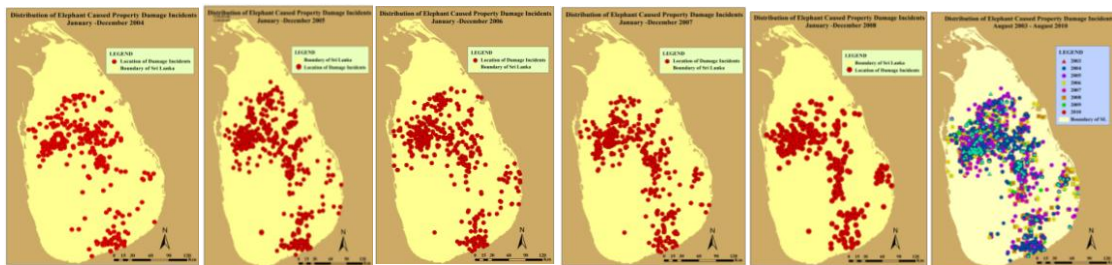 Distribution of Elephant Caused Property Damage Incidents
January -December 2004
LEGEND
Location of Damage Incidents
Boundary of Sri Lanka
N
Distribution of Elephant Caused Property Damage Incidents
January -December 2005
LEGEND
Boundary of Sri Lanka
Location of Damage Incidents
N
Distribution of Elephant Caused Property Damage Incidents
January -December 2006
LEGEND
Location of Damage Incidents
Boundary of Sri Lanka
N
Distribution of Elephant Caused Property Damage Incidents
January -December 2007
LEGEND
Location of Damage Incidents
Boundary of Sri Lanka
N
Distribution of Elephant Caused Property Damage Incidents
January -December 2008
LEGEND
Boundary of Sri Lanka
Location of Damage Incidents
N
Distribution of Elephant Caused Property Damage Incidents
August 2003 - August 2010
LEGEND
2003
2004
2005
2006
2007
2008
2009
2010
Boundary of SL
N